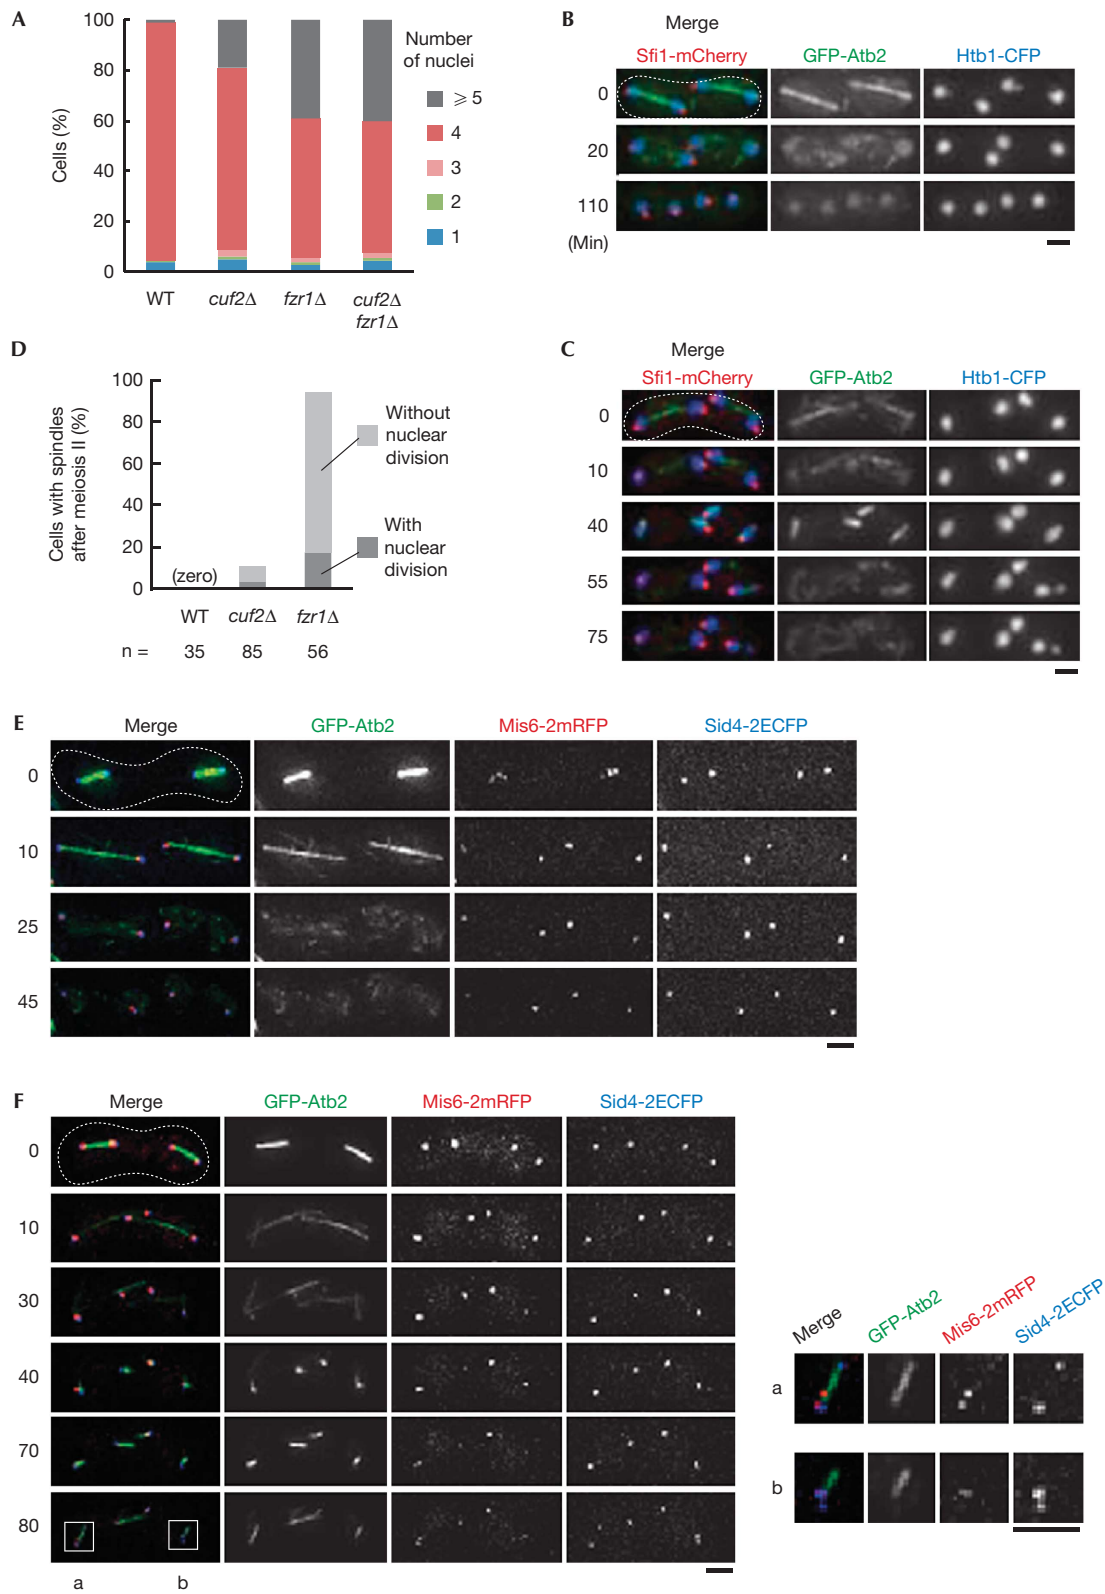 A
100
80
60
40
20
0
Cells (%)
WT
cuf2Δ
fzr1Δ
cuf2Δ
fzr1Δ
Number
of nuclei
⩾ 5
4
3
2
1
B
Merge
Sfi1-mCherry
GFP-Atb2
Htb1-CFP
0
20
110
(Min)
C
Merge
Sfi1-mCherry
GFP-Atb2
Htb1-CFP
0
10
40
55
75
D
100
80
60
40
20
0
Cells with spindles
after meiosis II (%)
(zero)
Without
nuclear
division
With
nuclear
division
WT
cuf2Δ
fzr1Δ
n =
35
85
56
E
Merge
GFP-Atb2
Mis6-2mRFP
Sid4-2ECFP
0
10
25
45
F
Merge
GFP-Atb2
Mis6-2mRFP
Sid4-2ECFP
0
10
30
40
70
80
a
b
Merge
GFP-Atb2
Mis6-2mRFP
Sid4-2ECFP
a
b